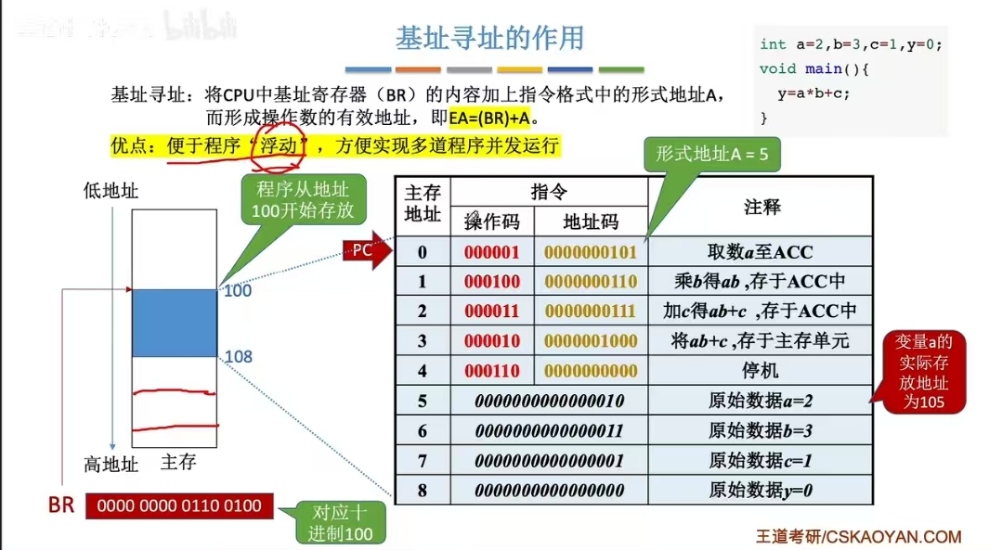 基址寻址的作用
int a=2,b=3,c=1,y=0;
void main(){
y=a*b+c;
}
基址寻址：将CPU中基址寄存器（BR）的内容加上指令格式中的形式地址A，
而形成操作数的有效地址，即EA=(BR)+A。
优点：便于程序“浮动”，方便实现多道程序并发运行
形式地址A = 5
低地址
程序从地址
100开始存放
100
108
高地址
主存
BR
0000 0000 0110 0100
对应十
进制100
PC
主存
地址
指令
注释
操作码
地址码
0 000001 0000000101 取数a至ACC
1 000100 0000000110 乘b得ab ,存于ACC中
2 000011 0000000111 加c得ab+c ,存于ACC中
3 000010 0000001000 将ab+c ,存于主存单元
4 000110 0000000000 停机
5 0000000000000010 原始数据a=2
6 0000000000000011 原始数据b=3
7 0000000000000001 原始数据c=1
8 0000000000000000 原始数据y=0
变量a的
实际存
放地址
为105
王道考研/CSKAOYAN.COM
bilibili